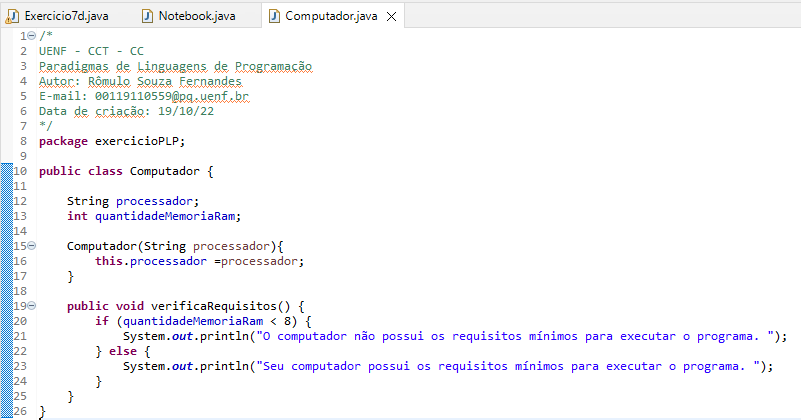 Exercicio7d.java Notebook.java Computador.java
1 /*
2 UENF - CCT - CC
3 Paradigmas de Linguagens de Programação
4 Autor: Rômulo Souza Fernandes
5 E-mail: 00119110559@pq.uenf.br
6 Data de criação: 19/10/22
7 */
8 package exercicioPLP;
9
10 public class Computador {
11
12 String processador;
13 int quantidadeMemoriaRam;
14
15 Computador(String processador){
16 this.processador =processador;
17 }
18
19 public void verificaRequisitos() {
20 if (quantidadeMemoriaRam < 8) {
21 System.out.println("O computador não possui os requisitos mínimos para executar o programa. ");
22 } else {
23 System.out.println("Seu computador possui os requisitos mínimos para executar o programa. ");
24 }
25 }
26 }